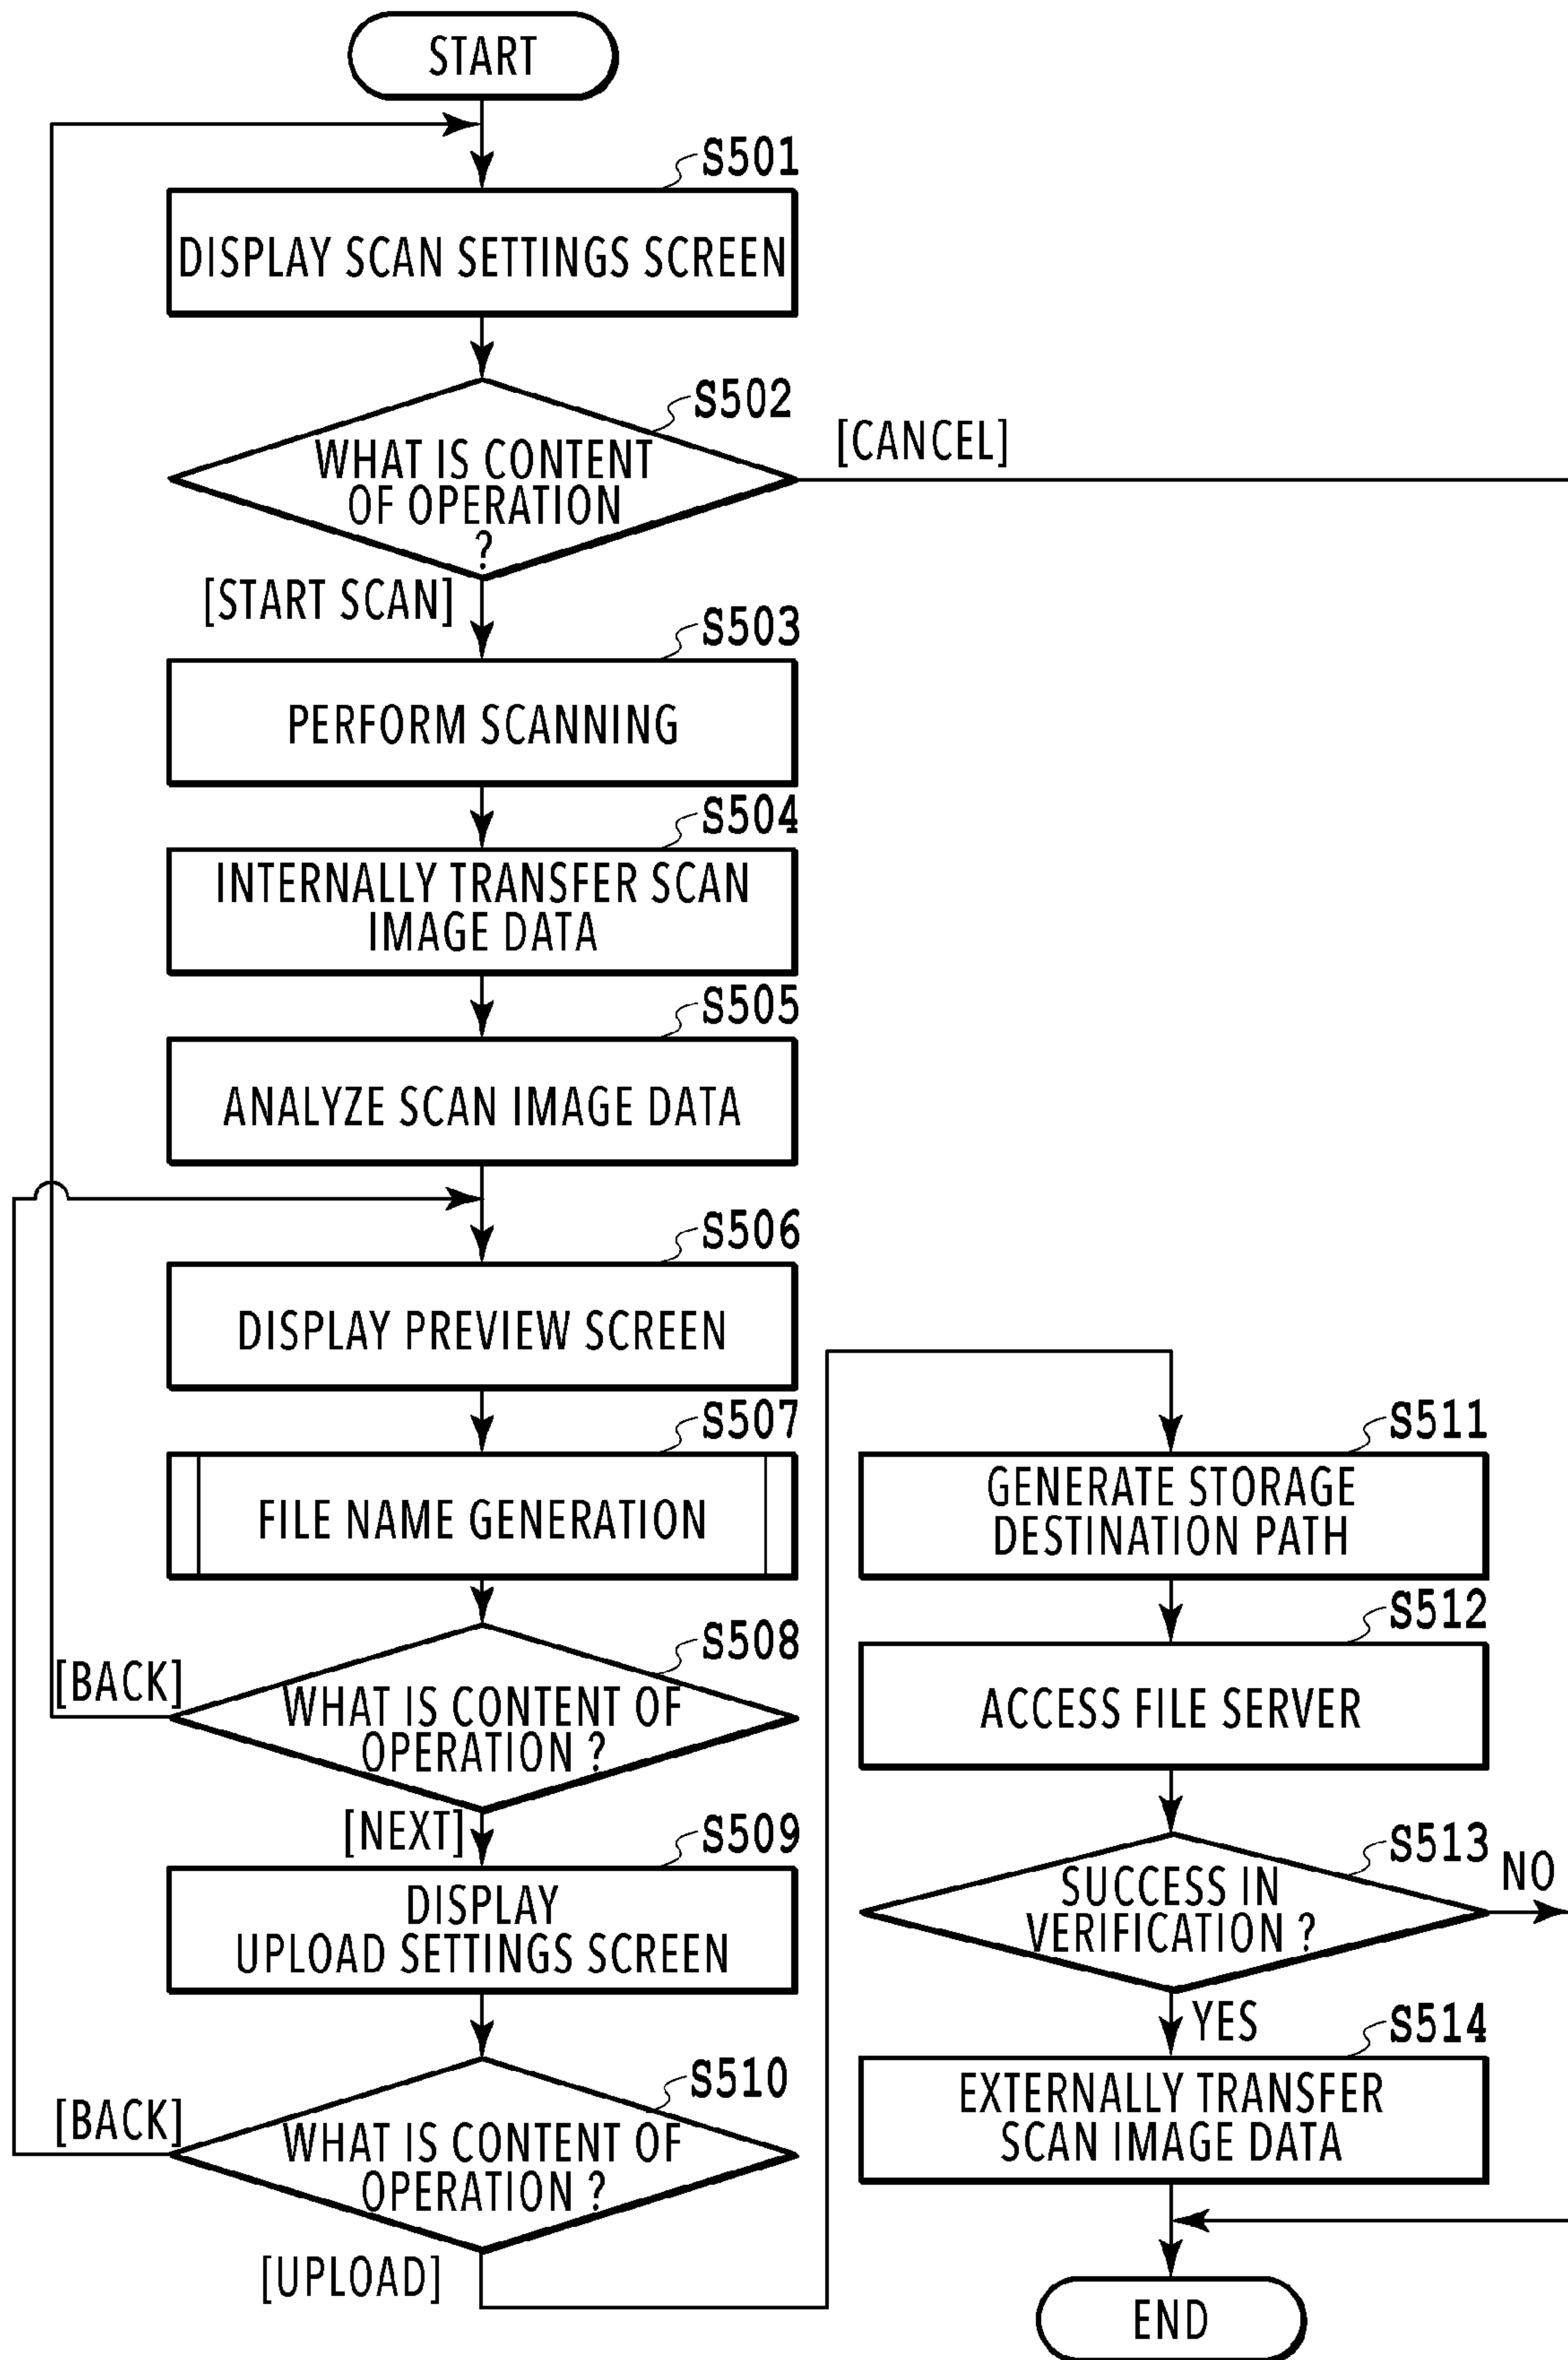 START
S501
DISPLAY SCAN SETTINGS SCREEN
S502
WHAT IS CONTENT
OF OPERATION
?
[CANCEL]
[START SCAN]
S503
PERFORM SCANNING
S504
INTERNALLY TRANSFER SCAN
IMAGE DATA
S505
ANALYZE SCAN IMAGE DATA
S506
DISPLAY PREVIEW SCREEN
S507
FILE NAME GENERATION
S508
[BACK]
WHAT IS CONTENT OF
OPERATION ?
[NEXT]
S509
DISPLAY
UPLOAD SETTINGS SCREEN
S510
[BACK]
WHAT IS CONTENT OF
OPERATION ?
[UPLOAD]
S511
GENERATE STORAGE
DESTINATION PATH
S512
ACCESS FILE SERVER
S513
SUCCESS IN
VERIFICATION ?
NO
YES
S514
EXTERNALLY TRANSFER
SCAN IMAGE DATA
END